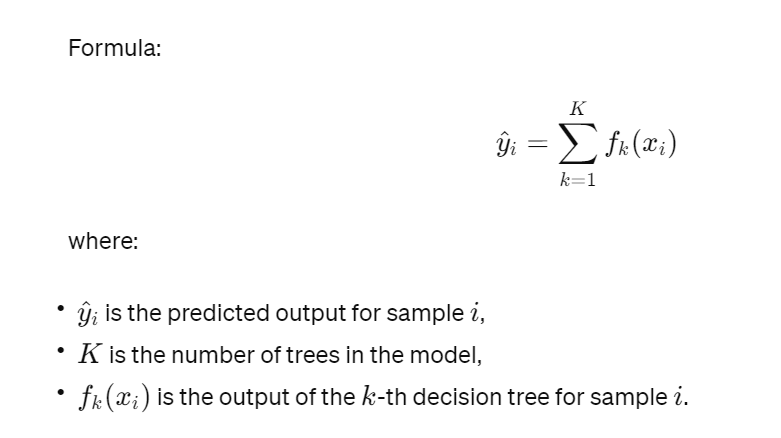 Formula:
$\hat{y}_i = \sum_{k=1}^{K} f_k(x_i)$
where:
• $\hat{y}_i$ is the predicted output for sample $i$,
• $K$ is the number of trees in the model,
• $f_k(x_i)$ is the output of the $k$-th decision tree for sample $i$.